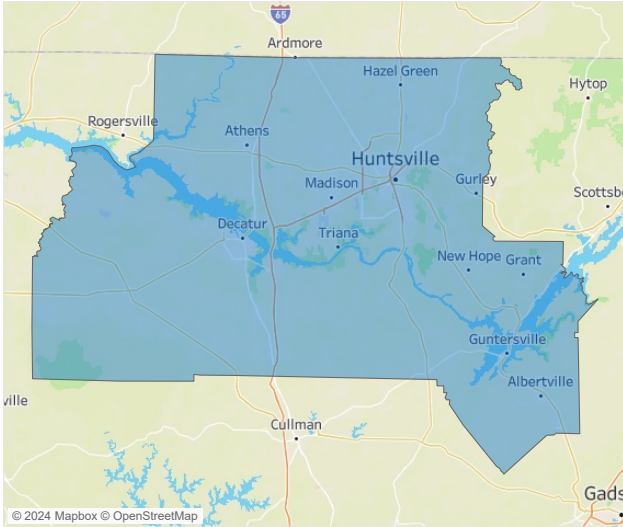 65
Ardmore
Hazel Green
Hytop
Rogersville
Athens
Huntsville
Madison
Gurley
Scottsb
Decatur
Triana
New Hope
Grant
Guntersville
Albertville
ville
Cullman
Gads
© 2024 Mapbox © OpenStreetMap